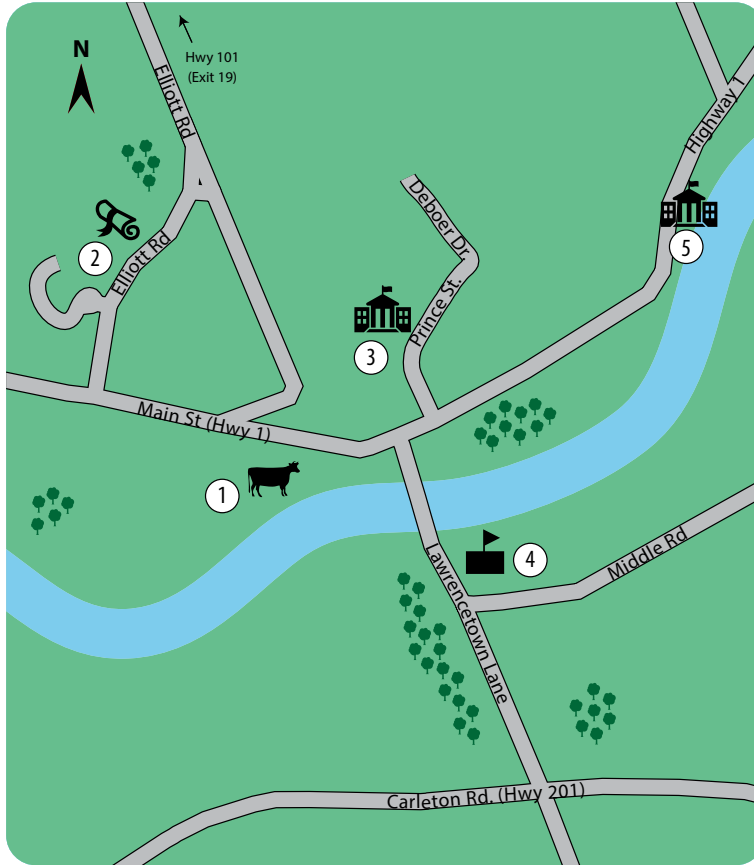 N
Hwy 101
(Exit 19)
Elliott Rd
Highway 1
Deboer Dr.
2
Elliott Rd
5
Prince St.
3
Main St (Hwy 1)
1
4
Middle Rd
Lawrencetown Lane
Carleton Rd. (Hwy 201)